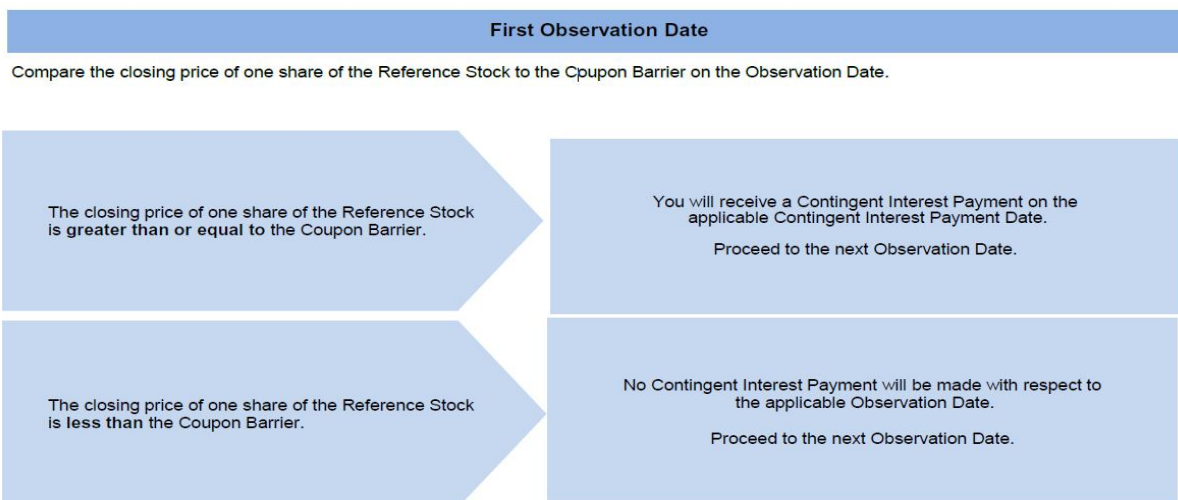 First Observation Date
Compare the closing price of one share of the Reference Stock to the Coupon Barrier on the Observation Date.
The closing price of one share of the Reference Stock
is greater than or equal to the Coupon Barrier.
You will receive a Contingent Interest Payment on the
applicable Contingent Interest Payment Date.
Proceed to the next Observation Date.
The closing price of one share of the Reference Stock
is less than the Coupon Barrier.
No Contingent Interest Payment will be made with respect to
the applicable Observation Date.
Proceed to the next Observation Date.